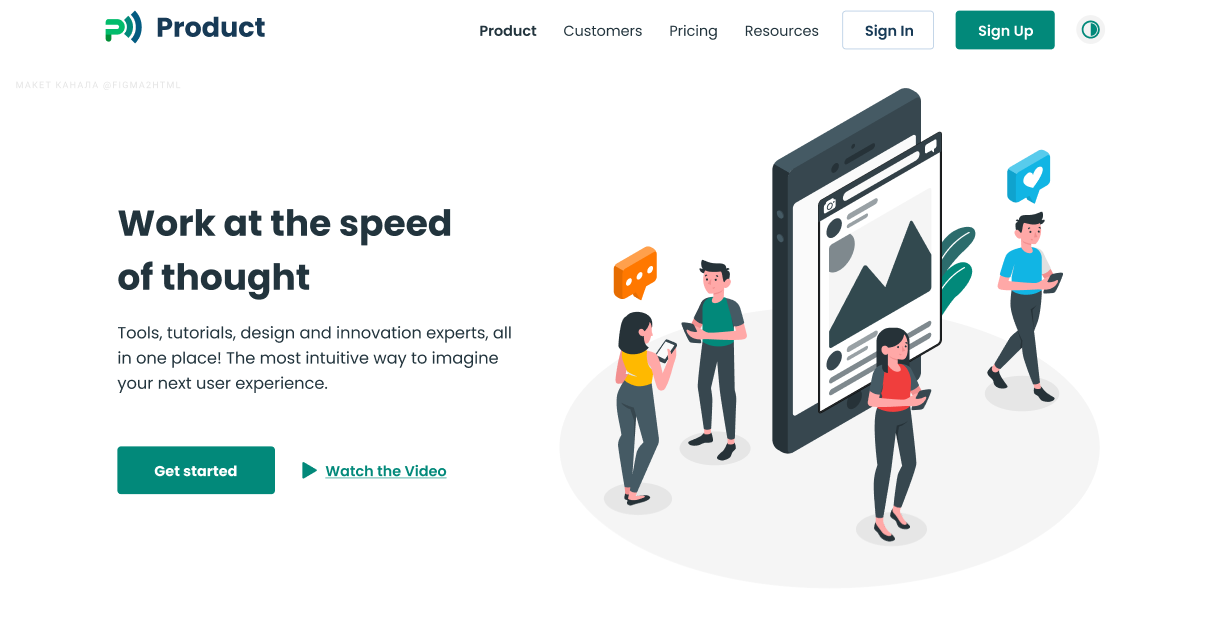 Product
Product Customers Pricing Resources Sign In Sign Up
МАКЕТ КАНАЛА @FIGMA2HTML
Work at the speed
of thought
Tools, tutorials, design and innovation experts, all
in one place! The most intuitive way to imagine
your next user experience.
Get started Watch the Video